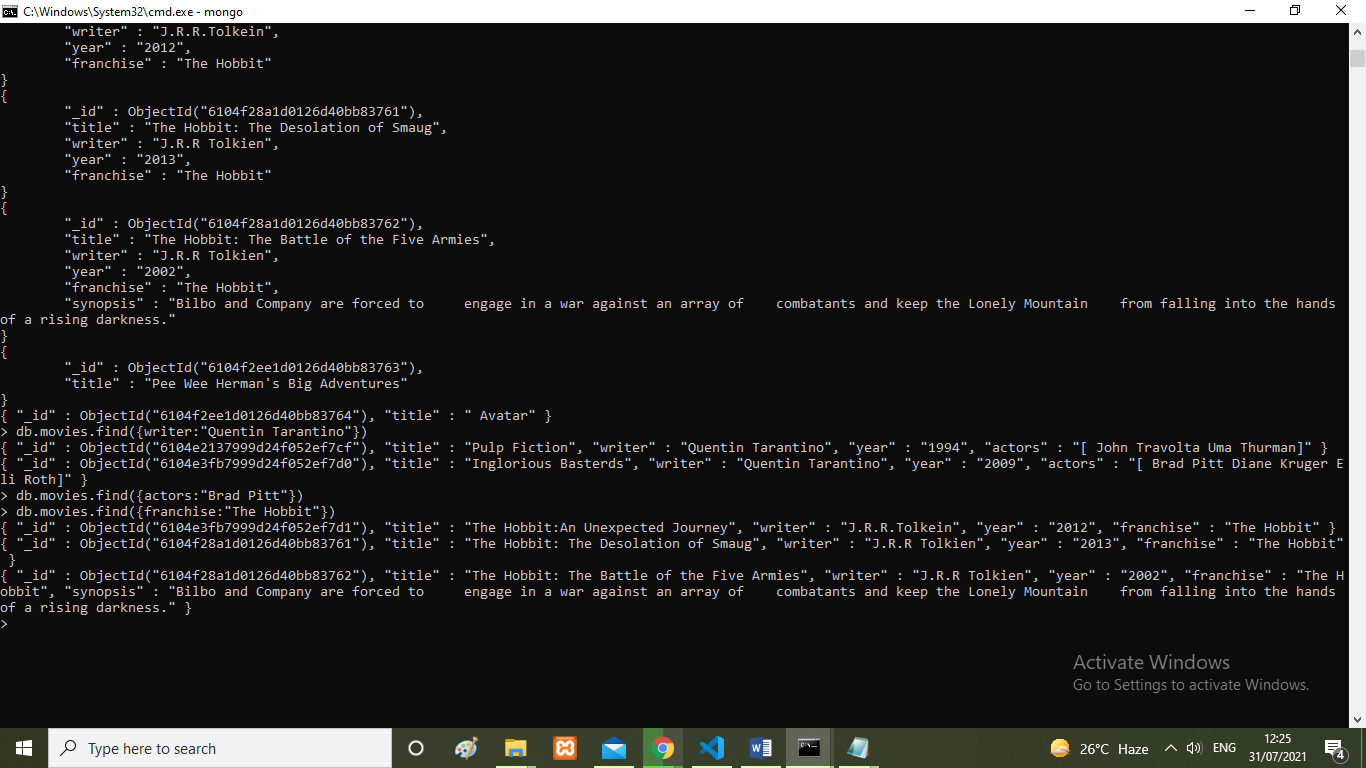 C:\Windows\System32\cmd.exe - mongo
"writer" : "J.R.R.Tolkein",
"year" : "2012",
"franchise" : "The Hobbit"
}
{
"_id" : ObjectId("6104f28a1d0126d40bb83761"),
"title" : "The Hobbit: The Desolation of Smaug",
"writer" : "J.R.R Tolkien",
"year" : "2013",
"franchise" : "The Hobbit"
}
{
"_id" : ObjectId("6104f28a1d0126d40bb83762"),
"title" : "The Hobbit: The Battle of the Five Armies",
"writer" : "J.R.R Tolkien",
"year" : "2002",
"franchise" : "The Hobbit",
"synopsis" : "Bilbo and Company are forced to     engage in a war against an array of    combatants and keep the Lonely Mountain    from falling into the hands
of a rising darkness."
}
{
"_id" : ObjectId("6104f2ee1d0126d40bb83763"),
"title" : "Pee Wee Herman's Big Adventures"
}
{ "_id" : ObjectId("6104f2ee1d0126d40bb83764"), "title" : " Avatar" }
> db.movies.find({writer:"Quentin Tarantino"})
{ "_id" : ObjectId("6104e2137999d24f052ef7cf"), "title" : "Pulp Fiction", "writer" : "Quentin Tarantino", "year" : "1994", "actors" : "[ John Travolta Uma Thurman]" }
{ "_id" : ObjectId("6104e3fb7999d24f052ef7d0"), "title" : "Inglorious Basterds", "writer" : "Quentin Tarantino", "year" : "2009", "actors" : "[ Brad Pitt Diane Kruger E
li Roth]" }
> db.movies.find({actors:"Brad Pitt"})
> db.movies.find({franchise:"The Hobbit"})
{ "_id" : ObjectId("6104e3fb7999d24f052ef7d1"), "title" : "The Hobbit:An Unexpected Journey", "writer" : "J.R.R.Tolkein", "year" : "2012", "franchise" : "The Hobbit" }
{ "_id" : ObjectId("6104f28a1d0126d40bb83761"), "title" : "The Hobbit: The Desolation of Smaug", "writer" : "J.R.R Tolkien", "year" : "2013", "franchise" : "The Hobbit"
}
{ "_id" : ObjectId("6104f28a1d0126d40bb83762"), "title" : "The Hobbit: The Battle of the Five Armies", "writer" : "J.R.R Tolkien", "year" : "2002", "franchise" : "The H
obbit", "synopsis" : "Bilbo and Company are forced to     engage in a war against an array of    combatants and keep the Lonely Mountain    from falling into the hands
of a rising darkness." }
>
Activate Windows
Go to Settings to activate Windows.
Type here to search
26°C Haze
ENG
12:25
31/07/2021
4